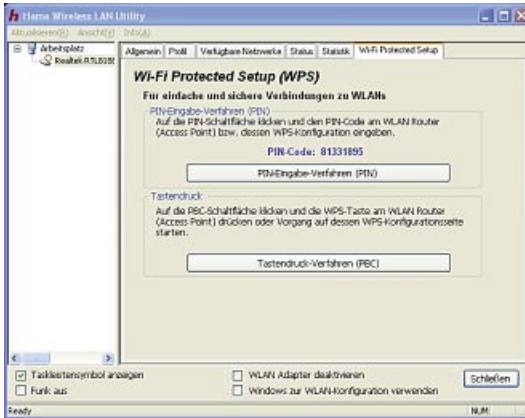 Hama Wireless LAN Utility
Aktualisieren(R) Ansicht(V) Info(A)
Arbeitsplatz
Realtek RTL8188
Allgemein Profil Verfügbare Netzwerke Status Statistik Wi-Fi Protected Setup
Wi-Fi Protected Setup (WPS)
Für einfache und sichere Verbindungen zu WLANs
PIN-Eingabe-Verfahren (PIN)
Auf die PIN-Schaltfläche klicken und den PIN-Code am WLAN Router
(Access Point) bzw. dessen WPS-Konfiguration eingeben.
PIN-Code: 81331895
PIN-Eingabe-Verfahren (PIN)
Tastendruck
Auf die PBC-Schaltfläche klicken und die WPS-Taste am WLAN Router
(Access Point) drücken oder Vorgang auf dessen WPS-Konfigurationsseite
starten.
Tastendruck-Verfahren (PBC)
Taskleistensymbol anzeigen
WLAN Adapter deaktivieren
Schließen
Funk aus
Windows zur WLAN-Konfiguration verwenden
Ready
NUM